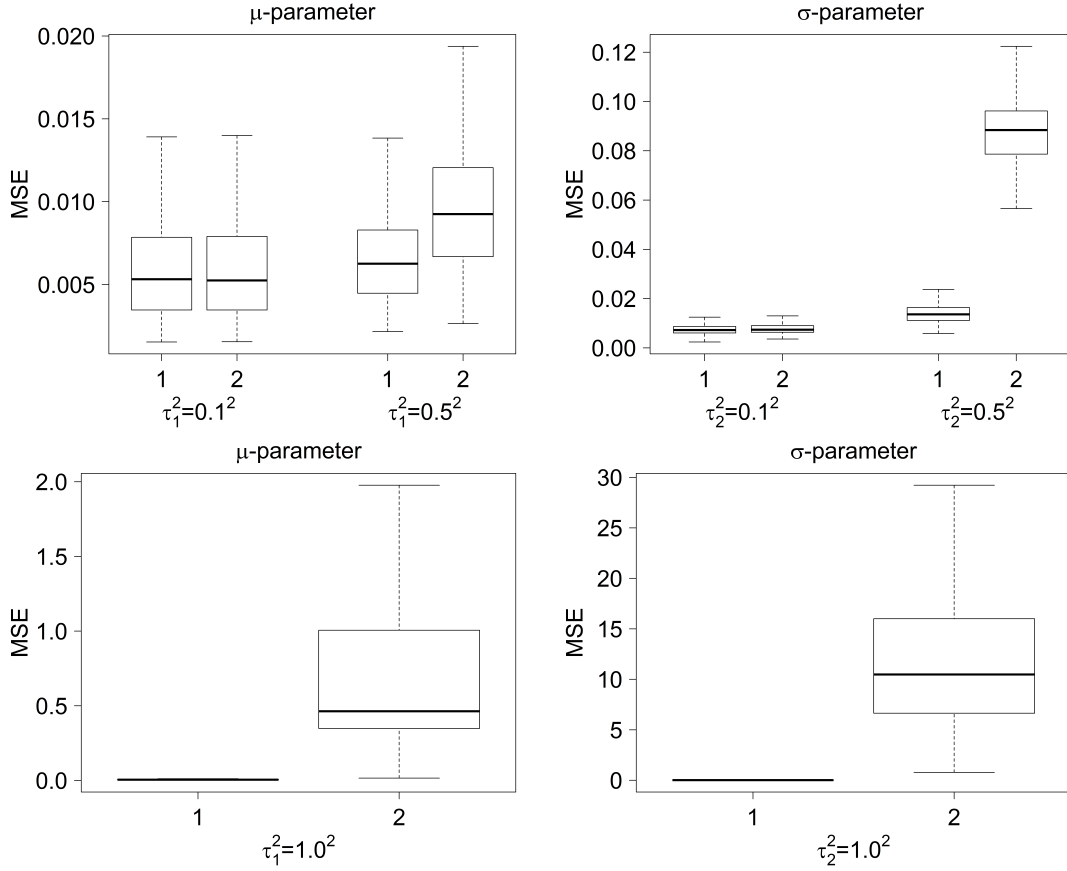 μ-parameter
MSE
0.020
0.015
0.010
0.005
1 2 1 2
τ₁²=0.1² τ₁²=0.5²
σ-parameter
MSE
0.12
0.10
0.08
0.06
0.04
0.02
0.00
1 2 1 2
τ₂²=0.1² τ₂²=0.5²
μ-parameter
MSE
2.0
1.5
1.0
0.5
0.0
1 2
τ₁²=1.0²
σ-parameter
MSE
30
25
20
15
10
5
0
1 2
τ₂²=1.0²